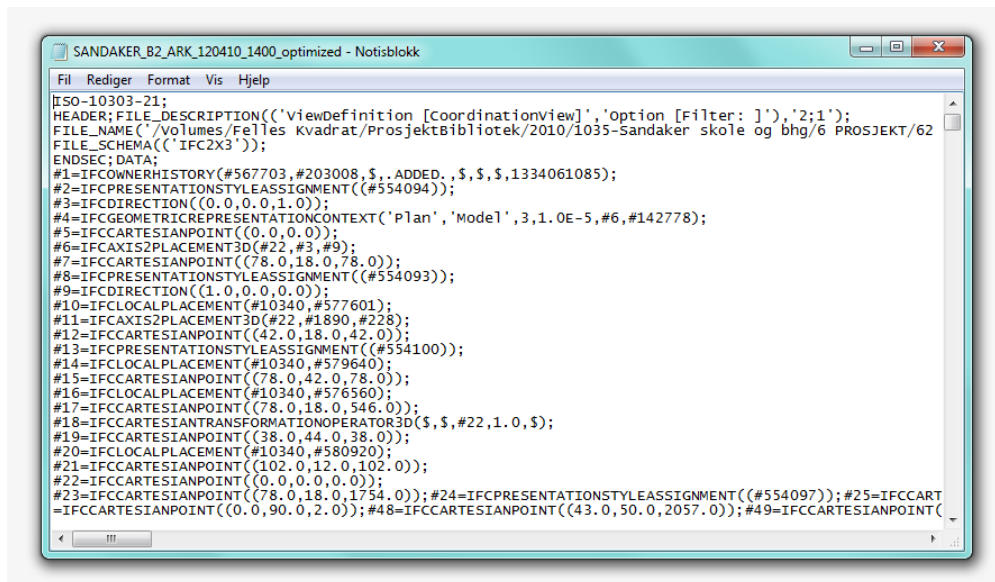 SANDAKER_B2_ARK_120410_1400_optimized - Notisblokk
Fil Rediger Format Vis Hjelp
ISO-10303-21;
HEADER;FILE_DESCRIPTION(('ViewDefinition [CoordinationView]','Option [Filter: ]'),'2;1');
FILE_NAME('/Volumes/Felles Kvadrat/ProsjektBibliotek/2010/1035-Sandaker skole og bhg/6 PROSJEKT/62
FILE_SCHEMA(('IFC2X3'));
ENDSEC;DATA;
#1=IFCOWNERHISTORY(#567703,#203008,$,.ADDED.,$,$,$,1334061085);
#2=IFCPRESENTATIONSTYLEASSIGNMENT((#554094));
#3=IFCDIRECTION((0.0,0.0,1.0));
#4=IFCGEOMETRICREPRESENTATIONCONTEXT('Plan','Model',3,1.0E-5,#6,#142778);
#5=IFCCARTESIANPOINT((0.0,0.0));
#6=IFCAXIS2PLACEMENT3D(#22,#3,#9);
#7=IFCCARTESIANPOINT((78.0,18.0,78.0));
#8=IFCPRESENTATIONSTYLEASSIGNMENT((#554093));
#9=IFCDIRECTION((1.0,0.0,0.0));
#10=IFCLOCALPLACEMENT(#10340,#577601);
#11=IFCAXIS2PLACEMENT3D(#22,#1890,#228);
#12=IFCCARTESIANPOINT((42.0,18.0,42.0));
#13=IFCPRESENTATIONSTYLEASSIGNMENT((#554100));
#14=IFCLOCALPLACEMENT(#10340,#579640);
#15=IFCCARTESIANPOINT((78.0,42.0,78.0));
#16=IFCLOCALPLACEMENT(#10340,#576560);
#17=IFCCARTESIANPOINT((78.0,18.0,546.0));
#18=IFCCARTESIANTRANSFORMATIONOPERATOR3D($,$,#22,1.0,$);
#19=IFCCARTESIANPOINT((38.0,44.0,38.0));
#20=IFCLOCALPLACEMENT(#10340,#580920);
#21=IFCCARTESIANPOINT((102.0,12.0,102.0));
#22=IFCCARTESIANPOINT((0.0,0.0,0.0));
#23=IFCCARTESIANPOINT((78.0,18.0,1754.0));#24=IFCPRESENTATIONSTYLEASSIGNMENT((#554097));#25=IFCCART
=IFCCARTESIANPOINT((0.0,90.0,2.0));#48=IFCCARTESIANPOINT((43.0,50.0,2057.0));#49=IFCCARTESIANPOINT(